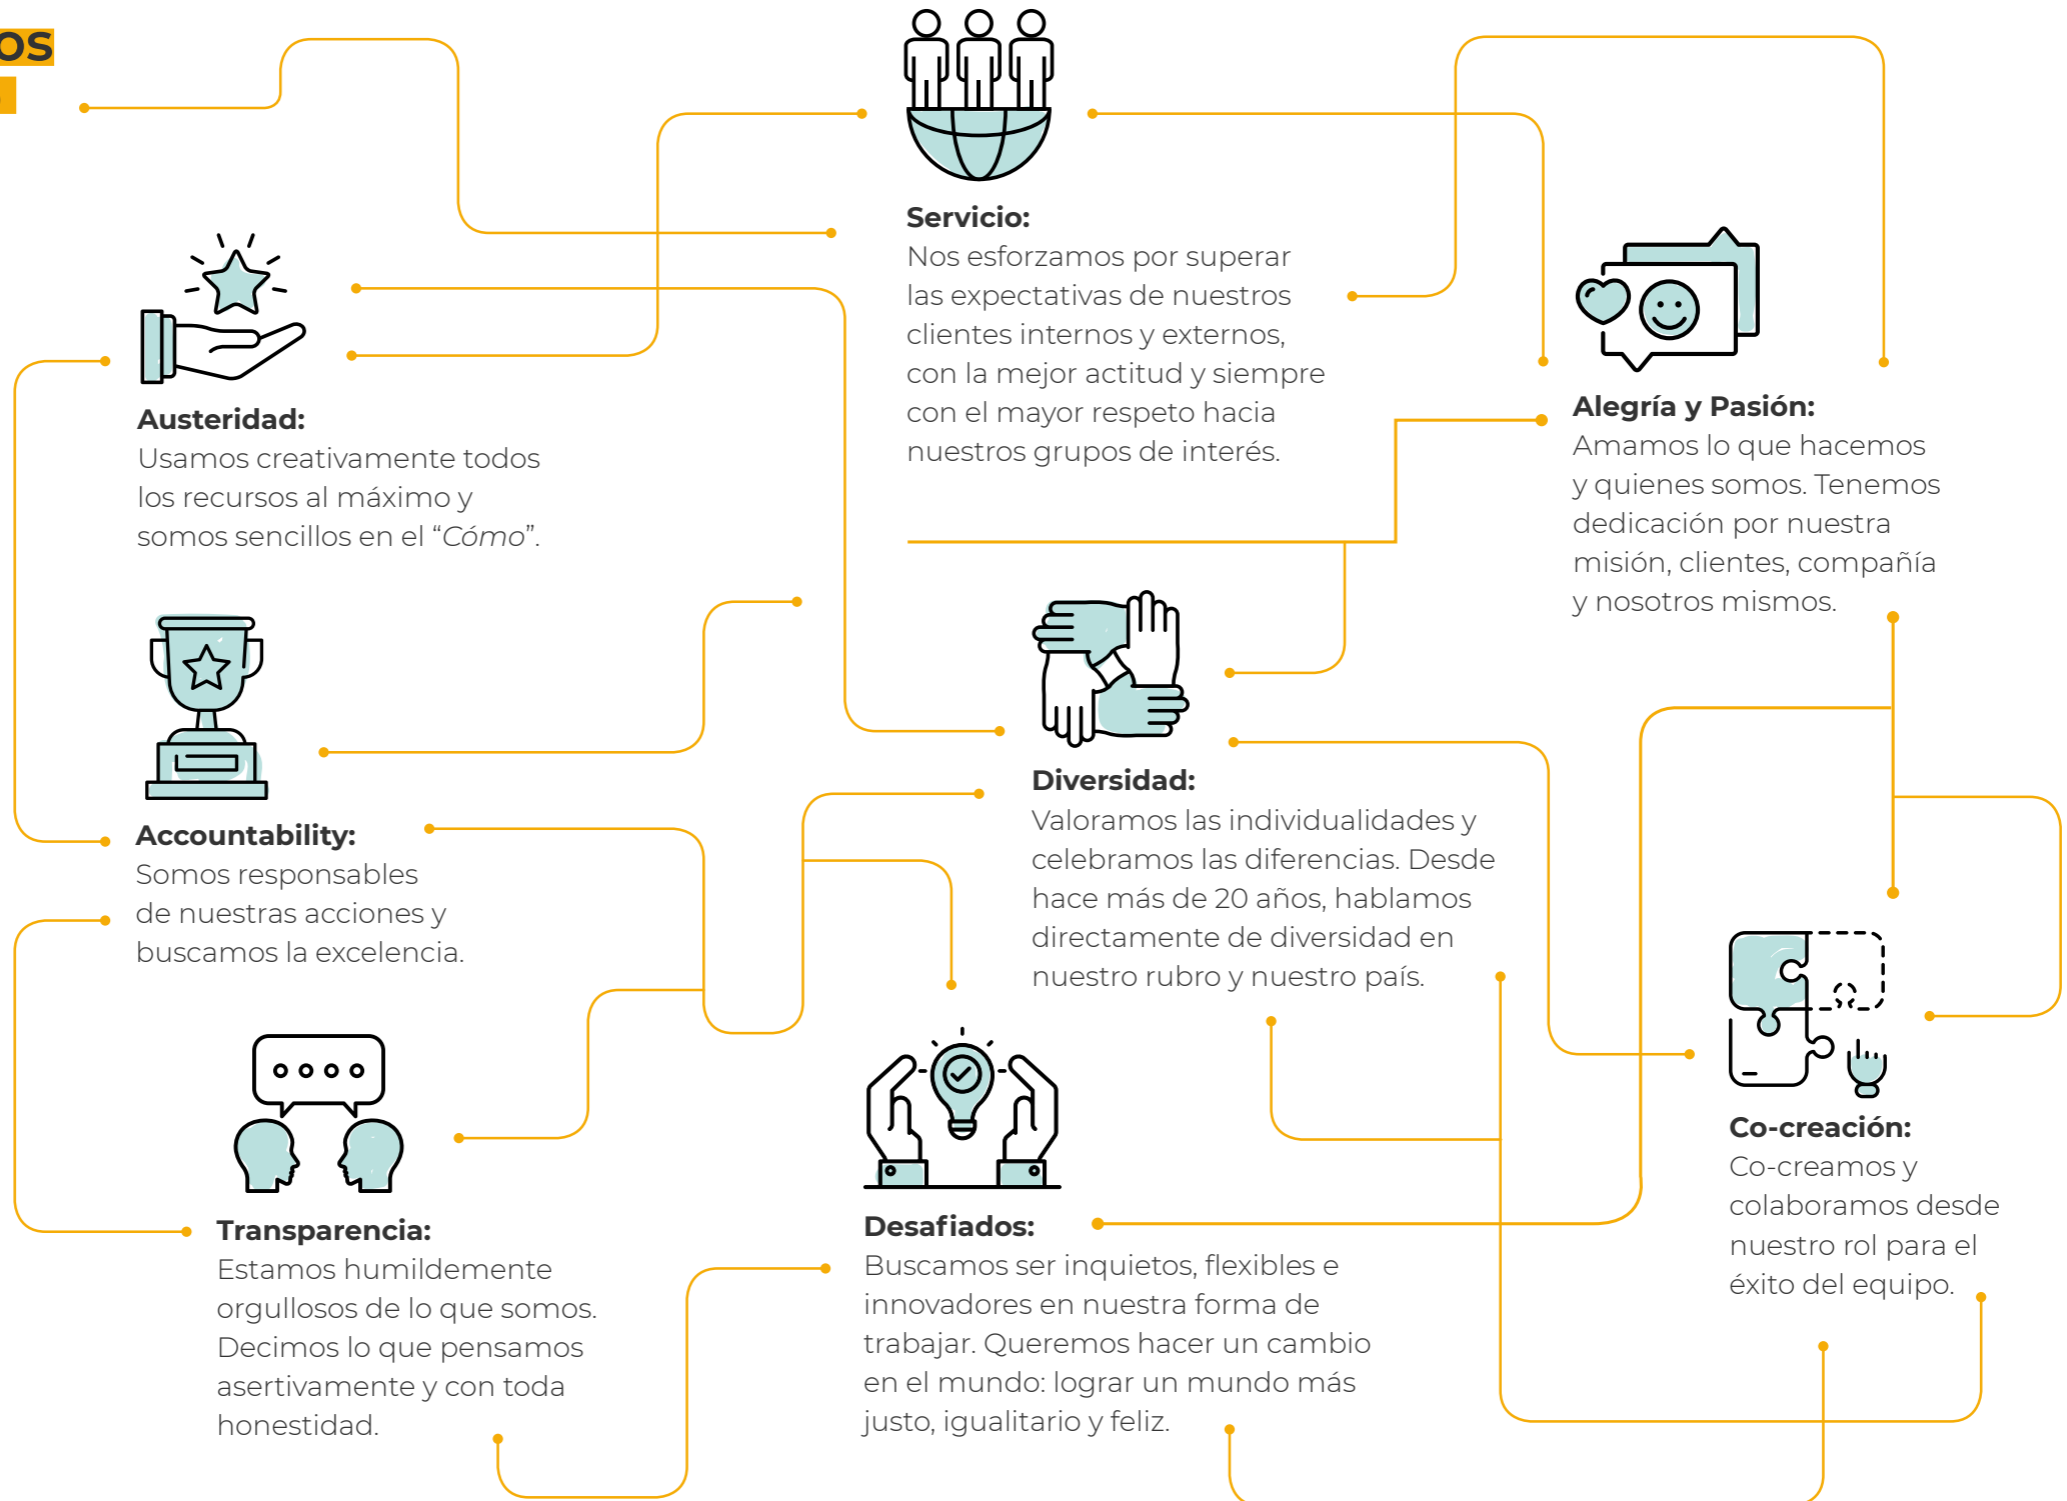 Servicio:
Nos esforzamos por superar
las expectativas de nuestros
clientes internos y externos,
con la mejor actitud y siempre
con el mayor respeto hacia
nuestros grupos de interés.
Austeridad:
Usamos creativamente todos
los recursos al máximo y
somos sencillos en el “Cómo”.
Alegría y Pasión:
Amamos lo que hacemos
y quienes somos. Tenemos
dedicación por nuestra
misión, clientes, compañía
y nosotros mismos.
Accountability:
Somos responsables
de nuestras acciones y
buscamos la excelencia.
Diversidad:
Valoramos las individualidades y
celebramos las diferencias. Desde
hace más de 20 años, hablamos
directamente de diversidad en
nuestro rubro y nuestro país.
Transparencia:
Estamos humildemente
orgullosos de lo que somos.
Decimos lo que pensamos
asertivamente y con toda
honestidad.
Desafiados:
Buscamos ser inquietos, flexibles e
innovadores en nuestra forma de
trabajar. Queremos hacer un cambio
en el mundo: lograr un mundo más
justo, igualitario y feliz.
Co-creación:
Co-creamos y
colaboramos desde
nuestro rol para el
éxito del equipo.